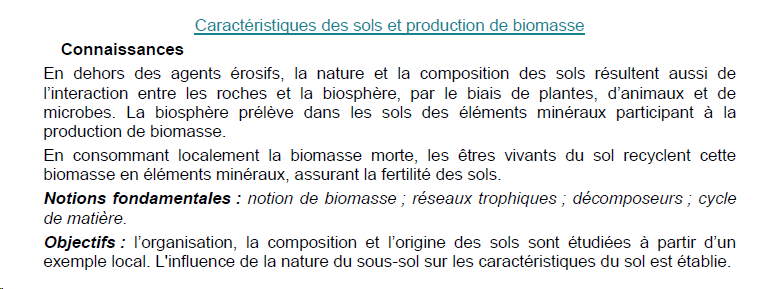 Caractéristiques des sols et production de biomasse
Connaissances
En dehors des agents érosifs, la nature et la composition des sols résultent aussi de
l’interaction entre les roches et la biosphère, par le biais de plantes, d’animaux et de
microbes. La biosphère prélève dans les sols des éléments minéraux participant à la
production de biomasse.
En consommant localement la biomasse morte, les êtres vivants du sol recyclent cette
biomasse en éléments minéraux, assurant la fertilité des sols.
Notions fondamentales : notion de biomasse ; réseaux trophiques ; décomposeurs ; cycle
de matière.
Objectifs : l’organisation, la composition et l’origine des sols sont étudiées à partir d’un
exemple local. L'influence de la nature du sous-sol sur les caractéristiques du sol est établie.